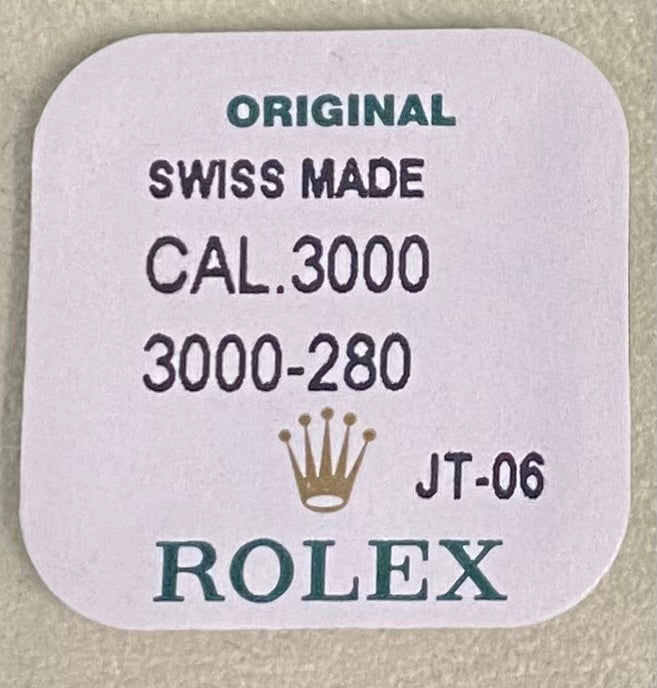 ORIGINAL
SWISS MADE
CAL.3000
3000-280
JT-06
ROLEX